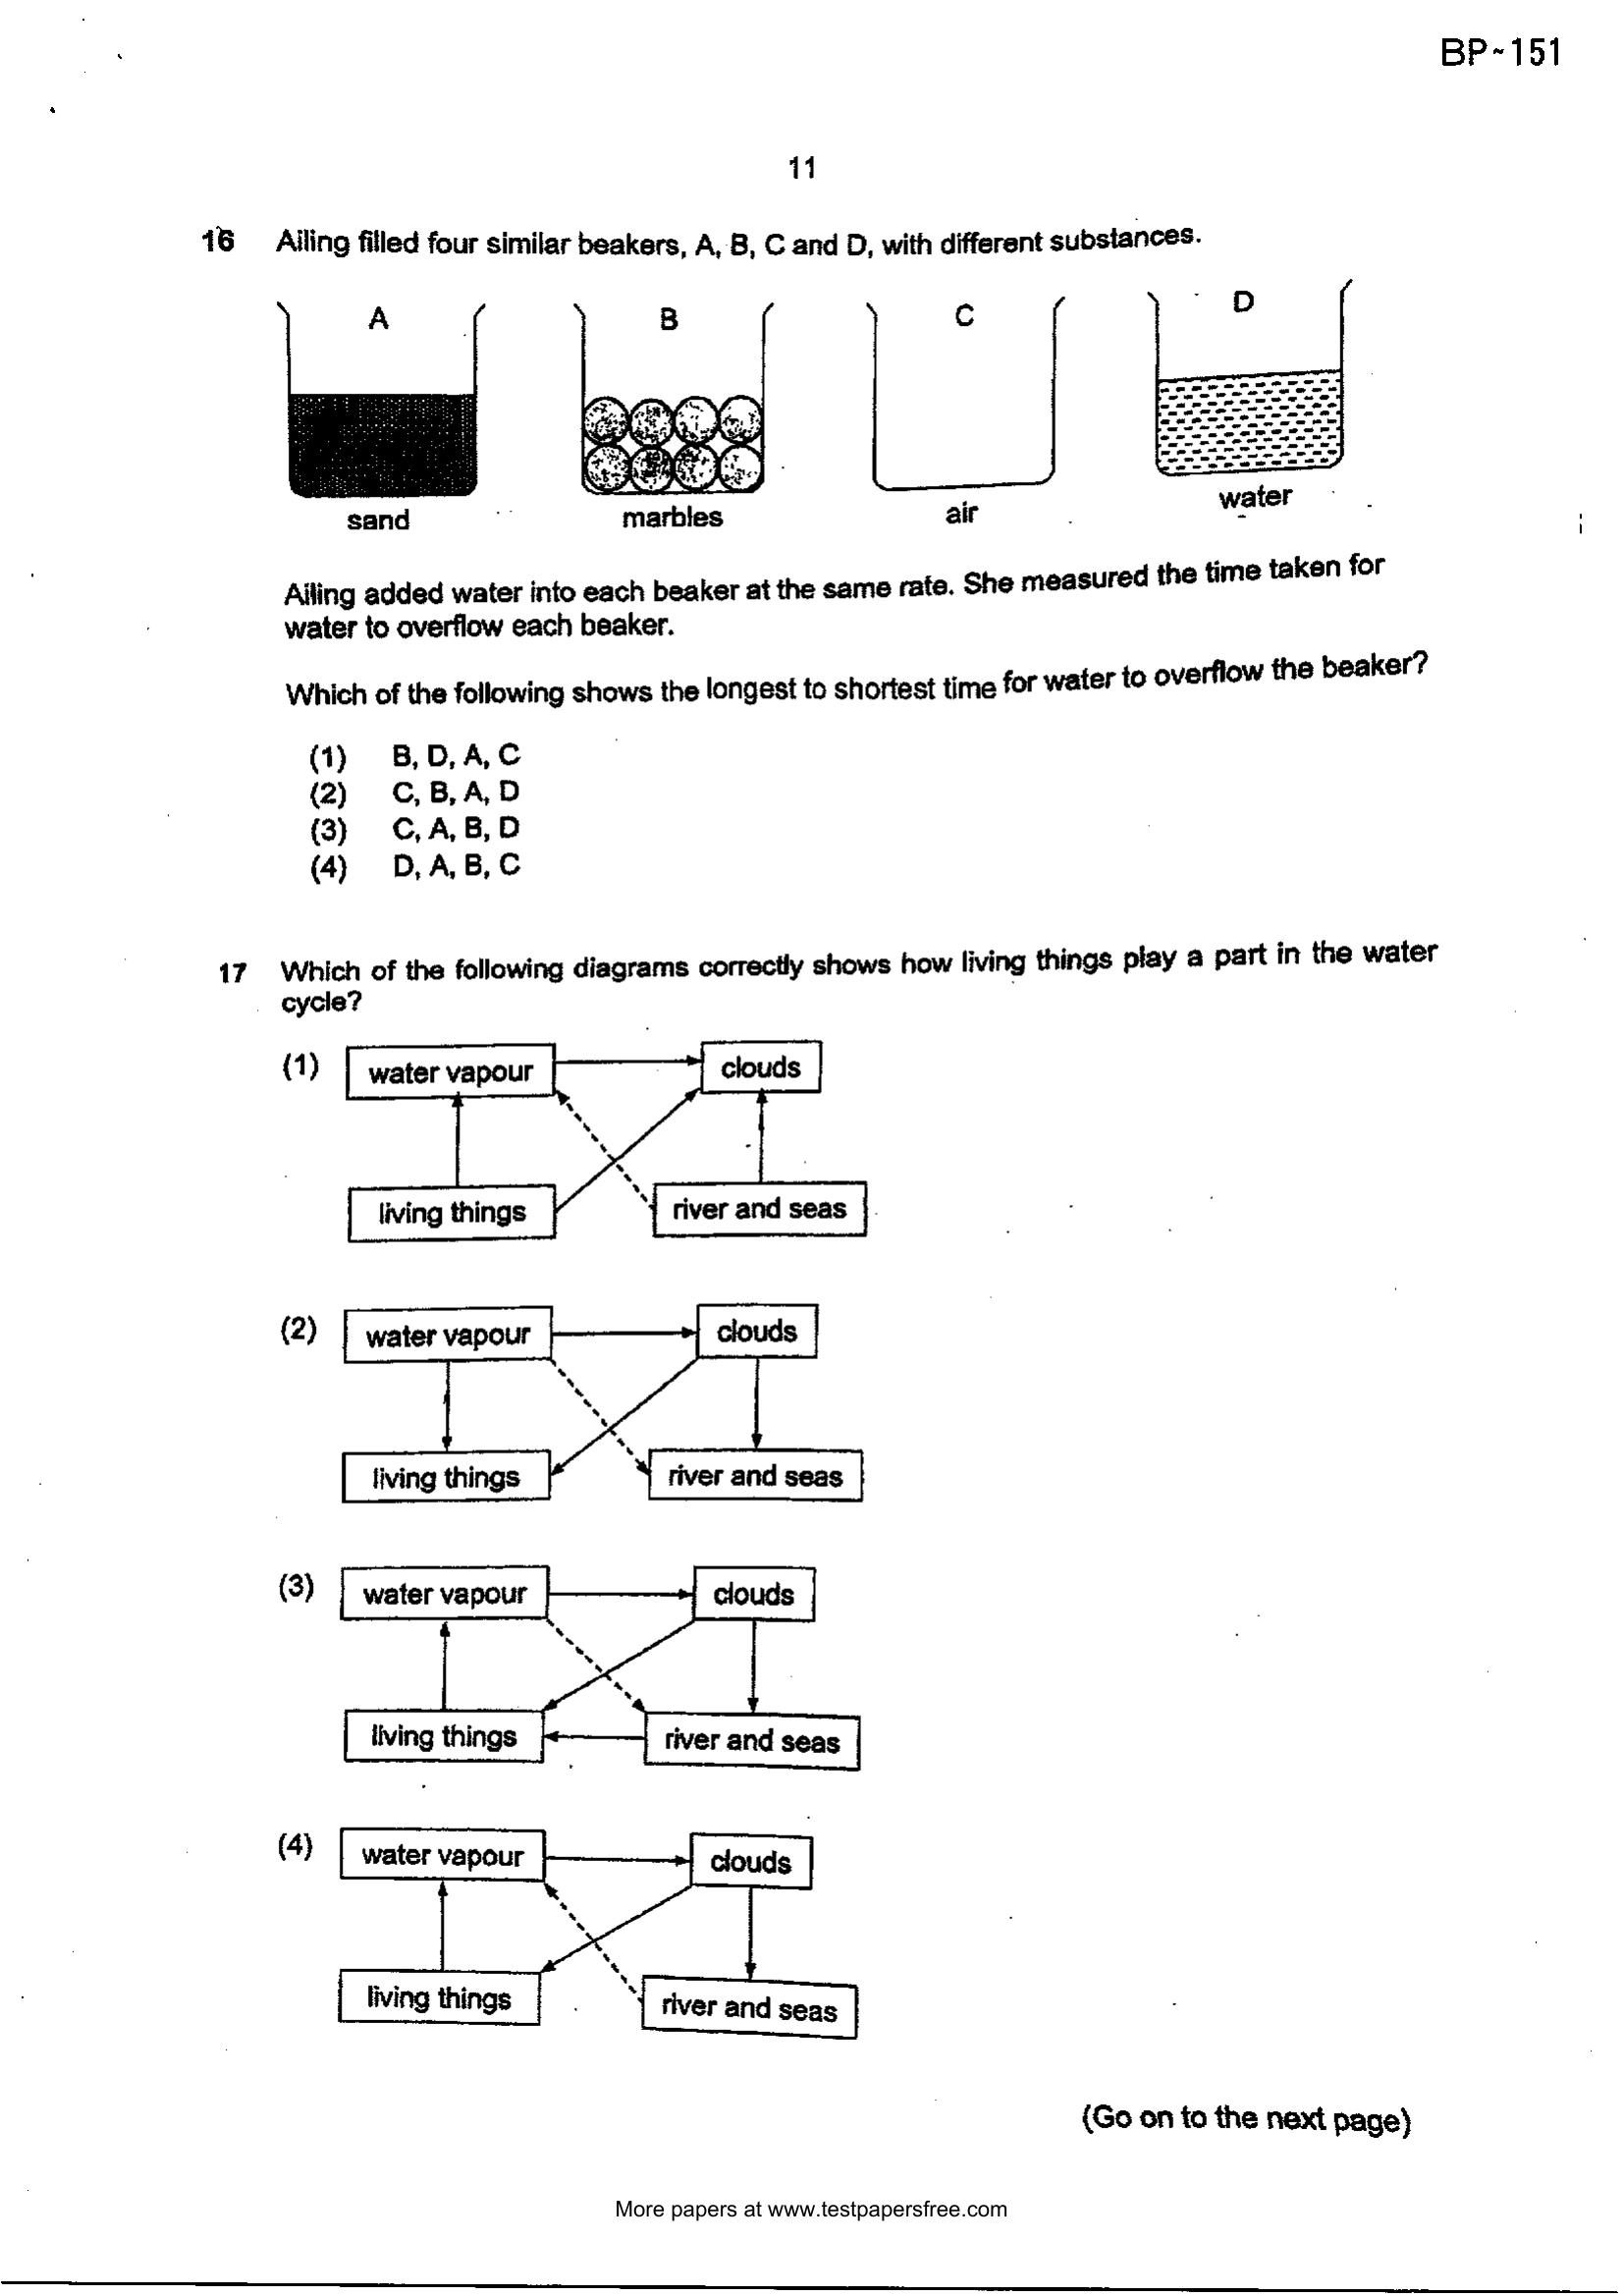 BP-151
11
16 Ailing filled four similar beakers, A, B, C and D, with different substances.
A B C D
sand marbles air water
Ailing added water into each beaker at the same rate. She measured the time taken for
water to overflow each beaker.
Which of the following shows the longest to shortest time for water to overflow the beaker?
(1) B, D, A, C
(2) C, B, A, D
(3) C, A, B, D
(4) D, A, B, C
17 Which of the following diagrams correctly shows how living things play a part in the water
cycle?
(1) water vapour clouds
living things river and seas
(2) water vapour clouds
living things river and seas
(3) water vapour clouds
living things river and seas
(4) water vapour clouds
living things river and seas
(Go on to the next page)
More papers at www.testpapersfree.com